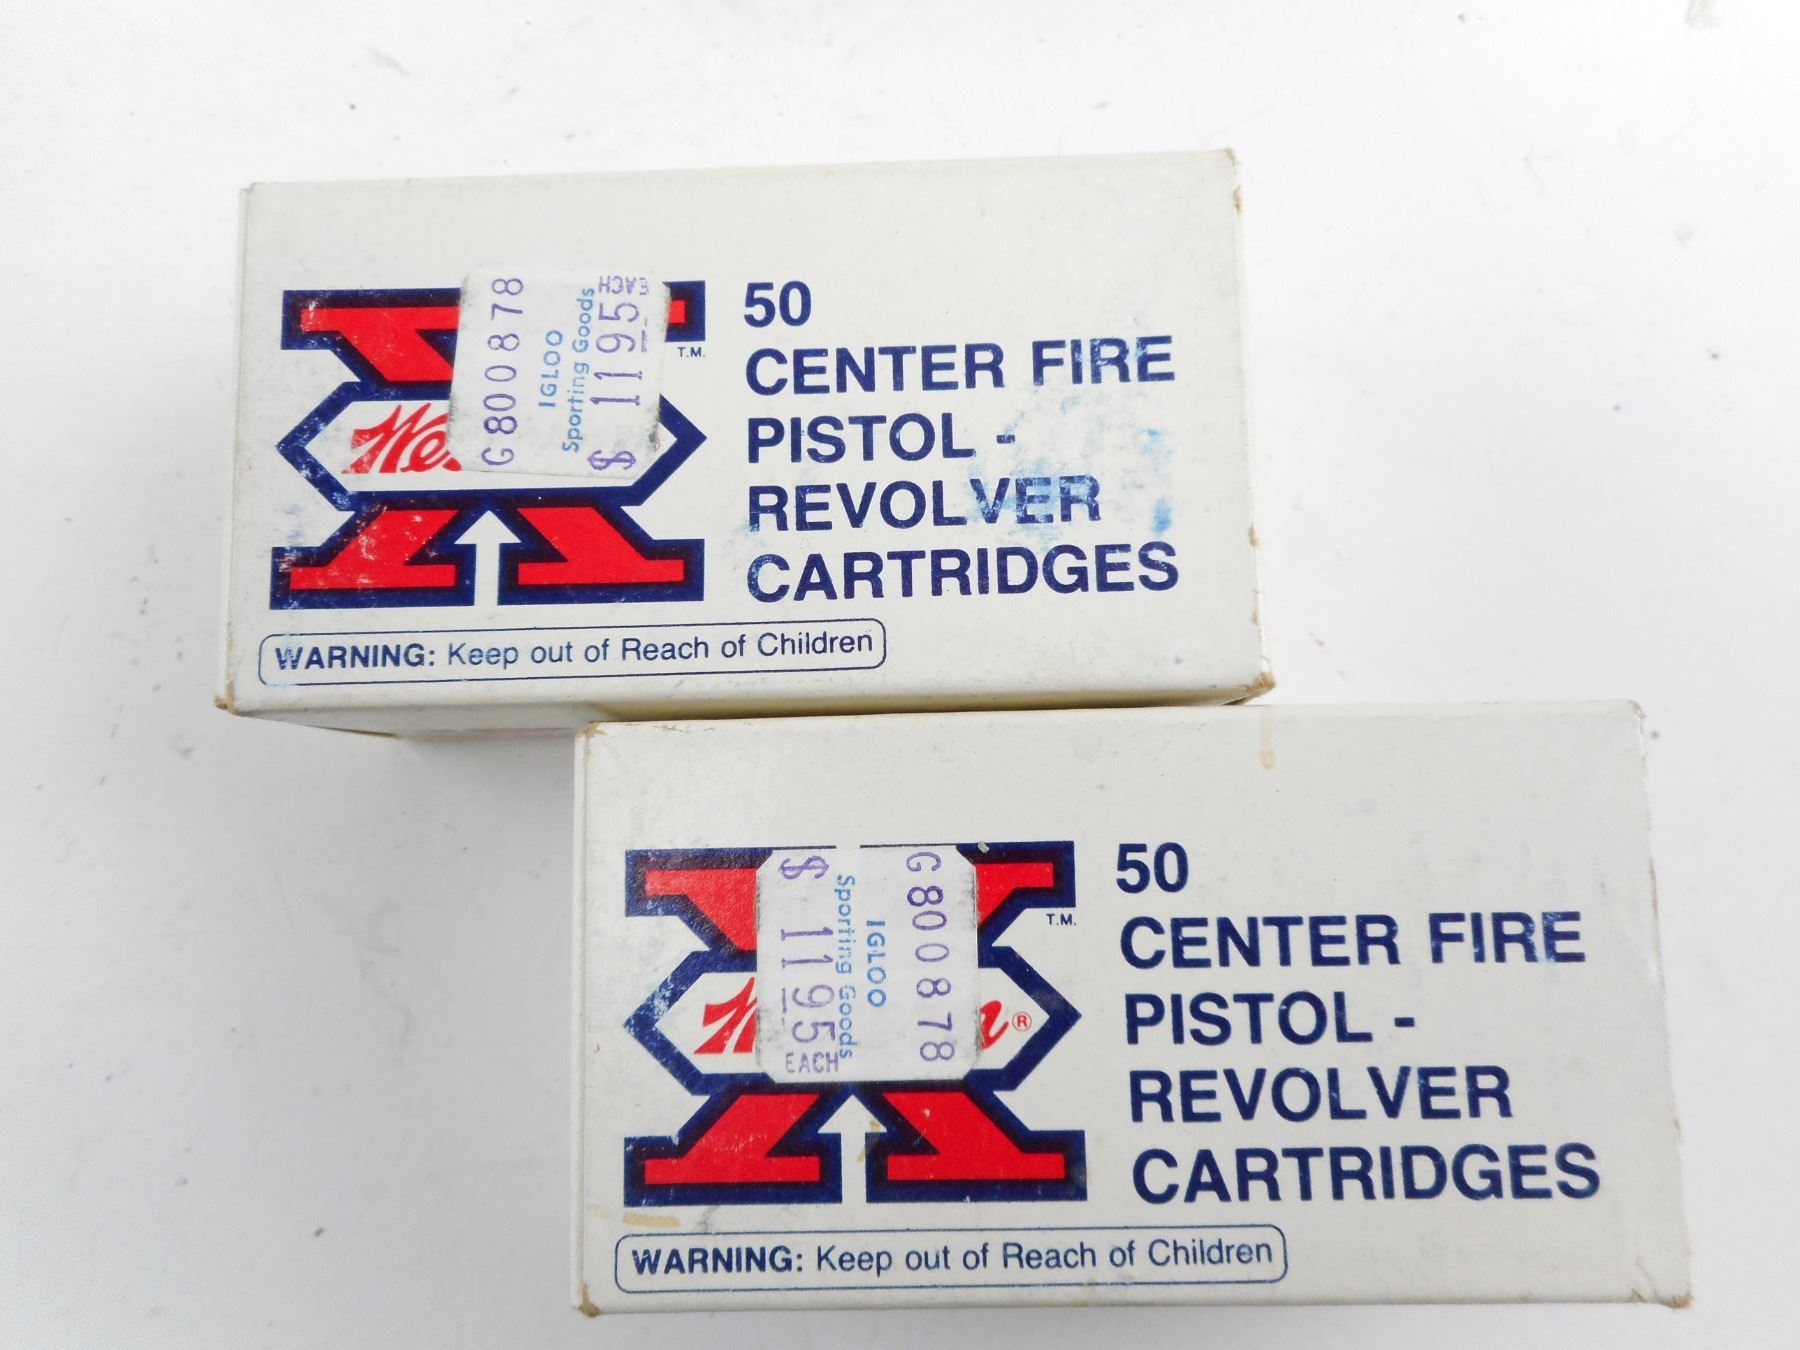 G800878
IGLOO
Sporting Goods
$ 11.95
EACH
T.M.
50
CENTER FIRE
PISTOL -
REVOLVER
CARTRIDGES
WARNING: Keep out of Reach of Children
G800878
IGLOO
Sporting Goods
$ 11.95
EACH
T.M.
®
50
CENTER FIRE
PISTOL -
REVOLVER
CARTRIDGES
WARNING: Keep out of Reach of Children